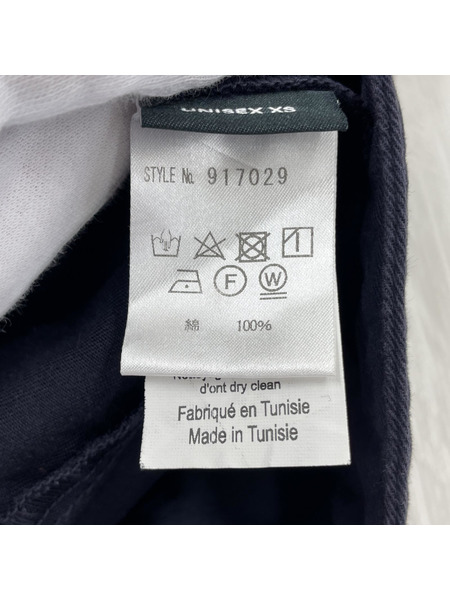 UNISEX XS
STYLE No. 917029
F W
綿 100%
d'ont dry clean
Fabriqué en Tunisie
Made in Tunisie